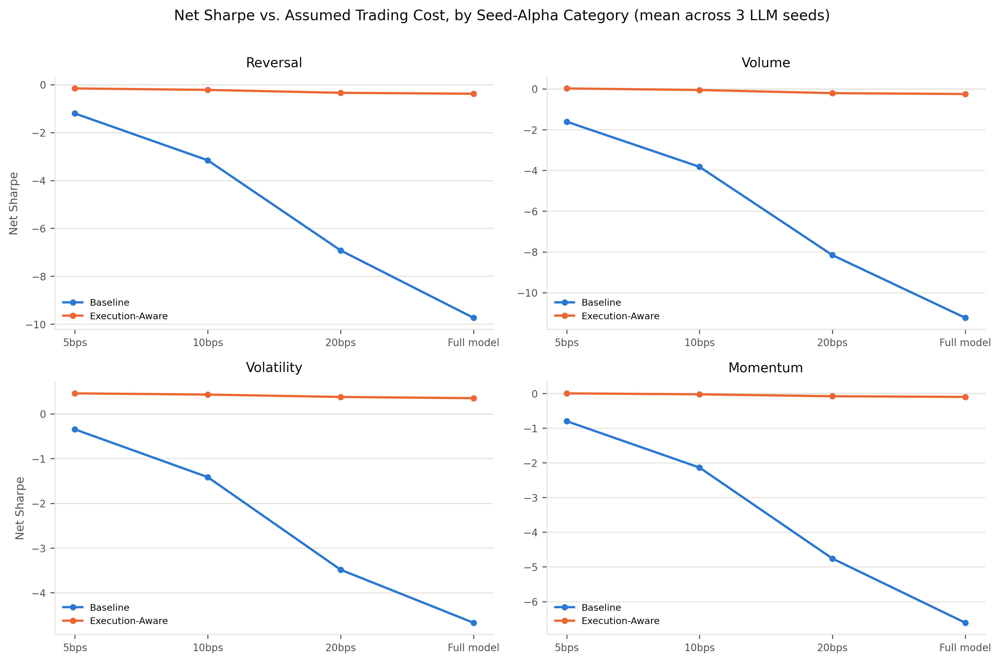 Net Sharpe vs. Assumed Trading Cost, by Seed-Alpha Category (mean across 3 LLM seeds)
Reversal
Net Sharpe
0
−2
−4
−6
−8
−10
Baseline
Execution-Aware
5bps
10bps
20bps
Full model
Volume
0
−2
−4
−6
−8
−10
Baseline
Execution-Aware
5bps
10bps
20bps
Full model
Volatility
Net Sharpe
0
−1
−2
−3
−4
Baseline
Execution-Aware
5bps
10bps
20bps
Full model
Momentum
0
−1
−2
−3
−4
−5
−6
Baseline
Execution-Aware
5bps
10bps
20bps
Full model